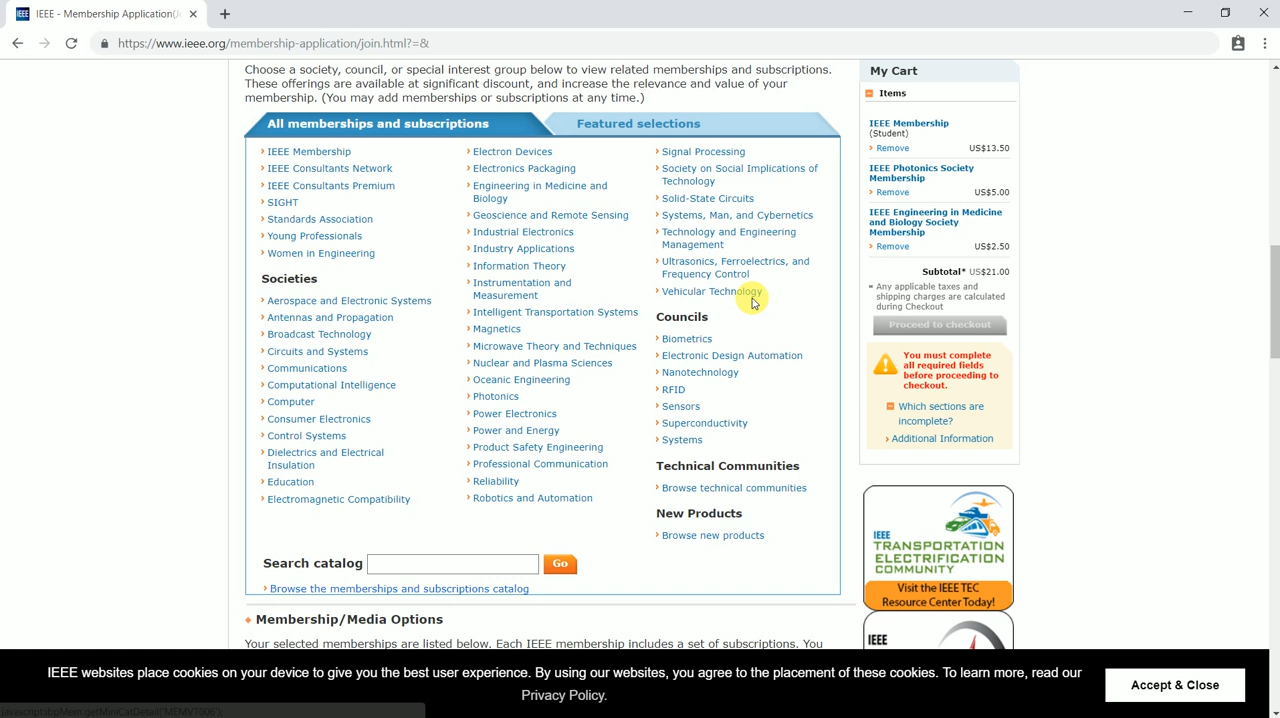 IEEE - Membership Application(J
https://www.ieee.org/membership-application/join.html?=&
Choose a society, council, or special interest group below to view related memberships and subscriptions.
These offerings are available at significant discount, and increase the relevance and value of your
membership. (You may add memberships or subscriptions at any time.)
All memberships and subscriptions
Featured selections
IEEE Membership
IEEE Consultants Network
IEEE Consultants Premium
SIGHT
Standards Association
Young Professionals
Women in Engineering
Societies
Aerospace and Electronic Systems
Antennas and Propagation
Broadcast Technology
Circuits and Systems
Communications
Computational Intelligence
Computer
Consumer Electronics
Control Systems
Dielectrics and Electrical
Insulation
Education
Electromagnetic Compatibility
Electron Devices
Electronics Packaging
Engineering in Medicine and
Biology
Geoscience and Remote Sensing
Industrial Electronics
Industry Applications
Information Theory
Instrumentation and
Measurement
Intelligent Transportation Systems
Magnetics
Microwave Theory and Techniques
Nuclear and Plasma Sciences
Oceanic Engineering
Photonics
Power Electronics
Power and Energy
Product Safety Engineering
Professional Communication
Reliability
Robotics and Automation
Signal Processing
Society on Social Implications of
Technology
Solid-State Circuits
Systems, Man, and Cybernetics
Technology and Engineering
Management
Ultrasonics, Ferroelectrics, and
Frequency Control
Vehicular Technology
Councils
Biometrics
Electronic Design Automation
Nanotechnology
RFID
Sensors
Superconductivity
Systems
Technical Communities
Browse technical communities
New Products
Browse new products
Search catalog
Go
Browse the memberships and subscriptions catalog
Membership/Media Options
Your selected memberships are listed below. Each IEEE membership includes a set of subscriptions. You
My Cart
Items
IEEE Membership
(Student)
Remove US$13.50
IEEE Photonics Society
Membership
Remove US$5.00
IEEE Engineering in Medicine
and Biology Society
Membership
Remove US$2.50
Subtotal* US$21.00
* Any applicable taxes and
shipping charges are calculated
during Checkout
Proceed to checkout
You must complete
all required fields
before proceeding to
checkout.
Which sections are
incomplete?
Additional Information
IEEE
TRANSPORTATION
ELECTRIFICATION
COMMUNITY
Visit the IEEE TEC
Resource Center Today!
IEEE
IEEE websites place cookies on your device to give you the best user experience. By using our websites, you agree to the placement of these cookies. To learn more, read our
Privacy Policy.
Accept & Close